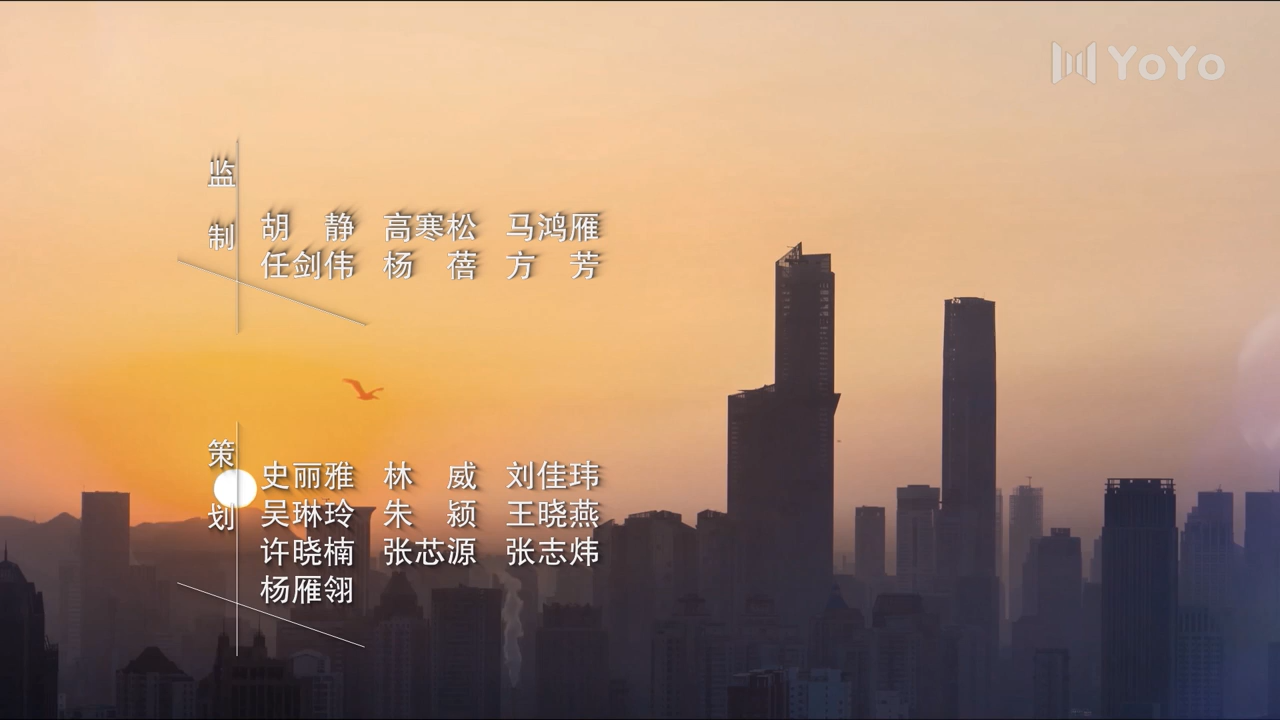 YoYo
监制
胡静 高寒松 马鸿雁
任剑伟 杨蓓 方芳
策划
史丽雅 林威 刘佳玮
吴琳玲 朱颍 王晓燕
许晓楠 张芯源 张志炜
杨雁翎